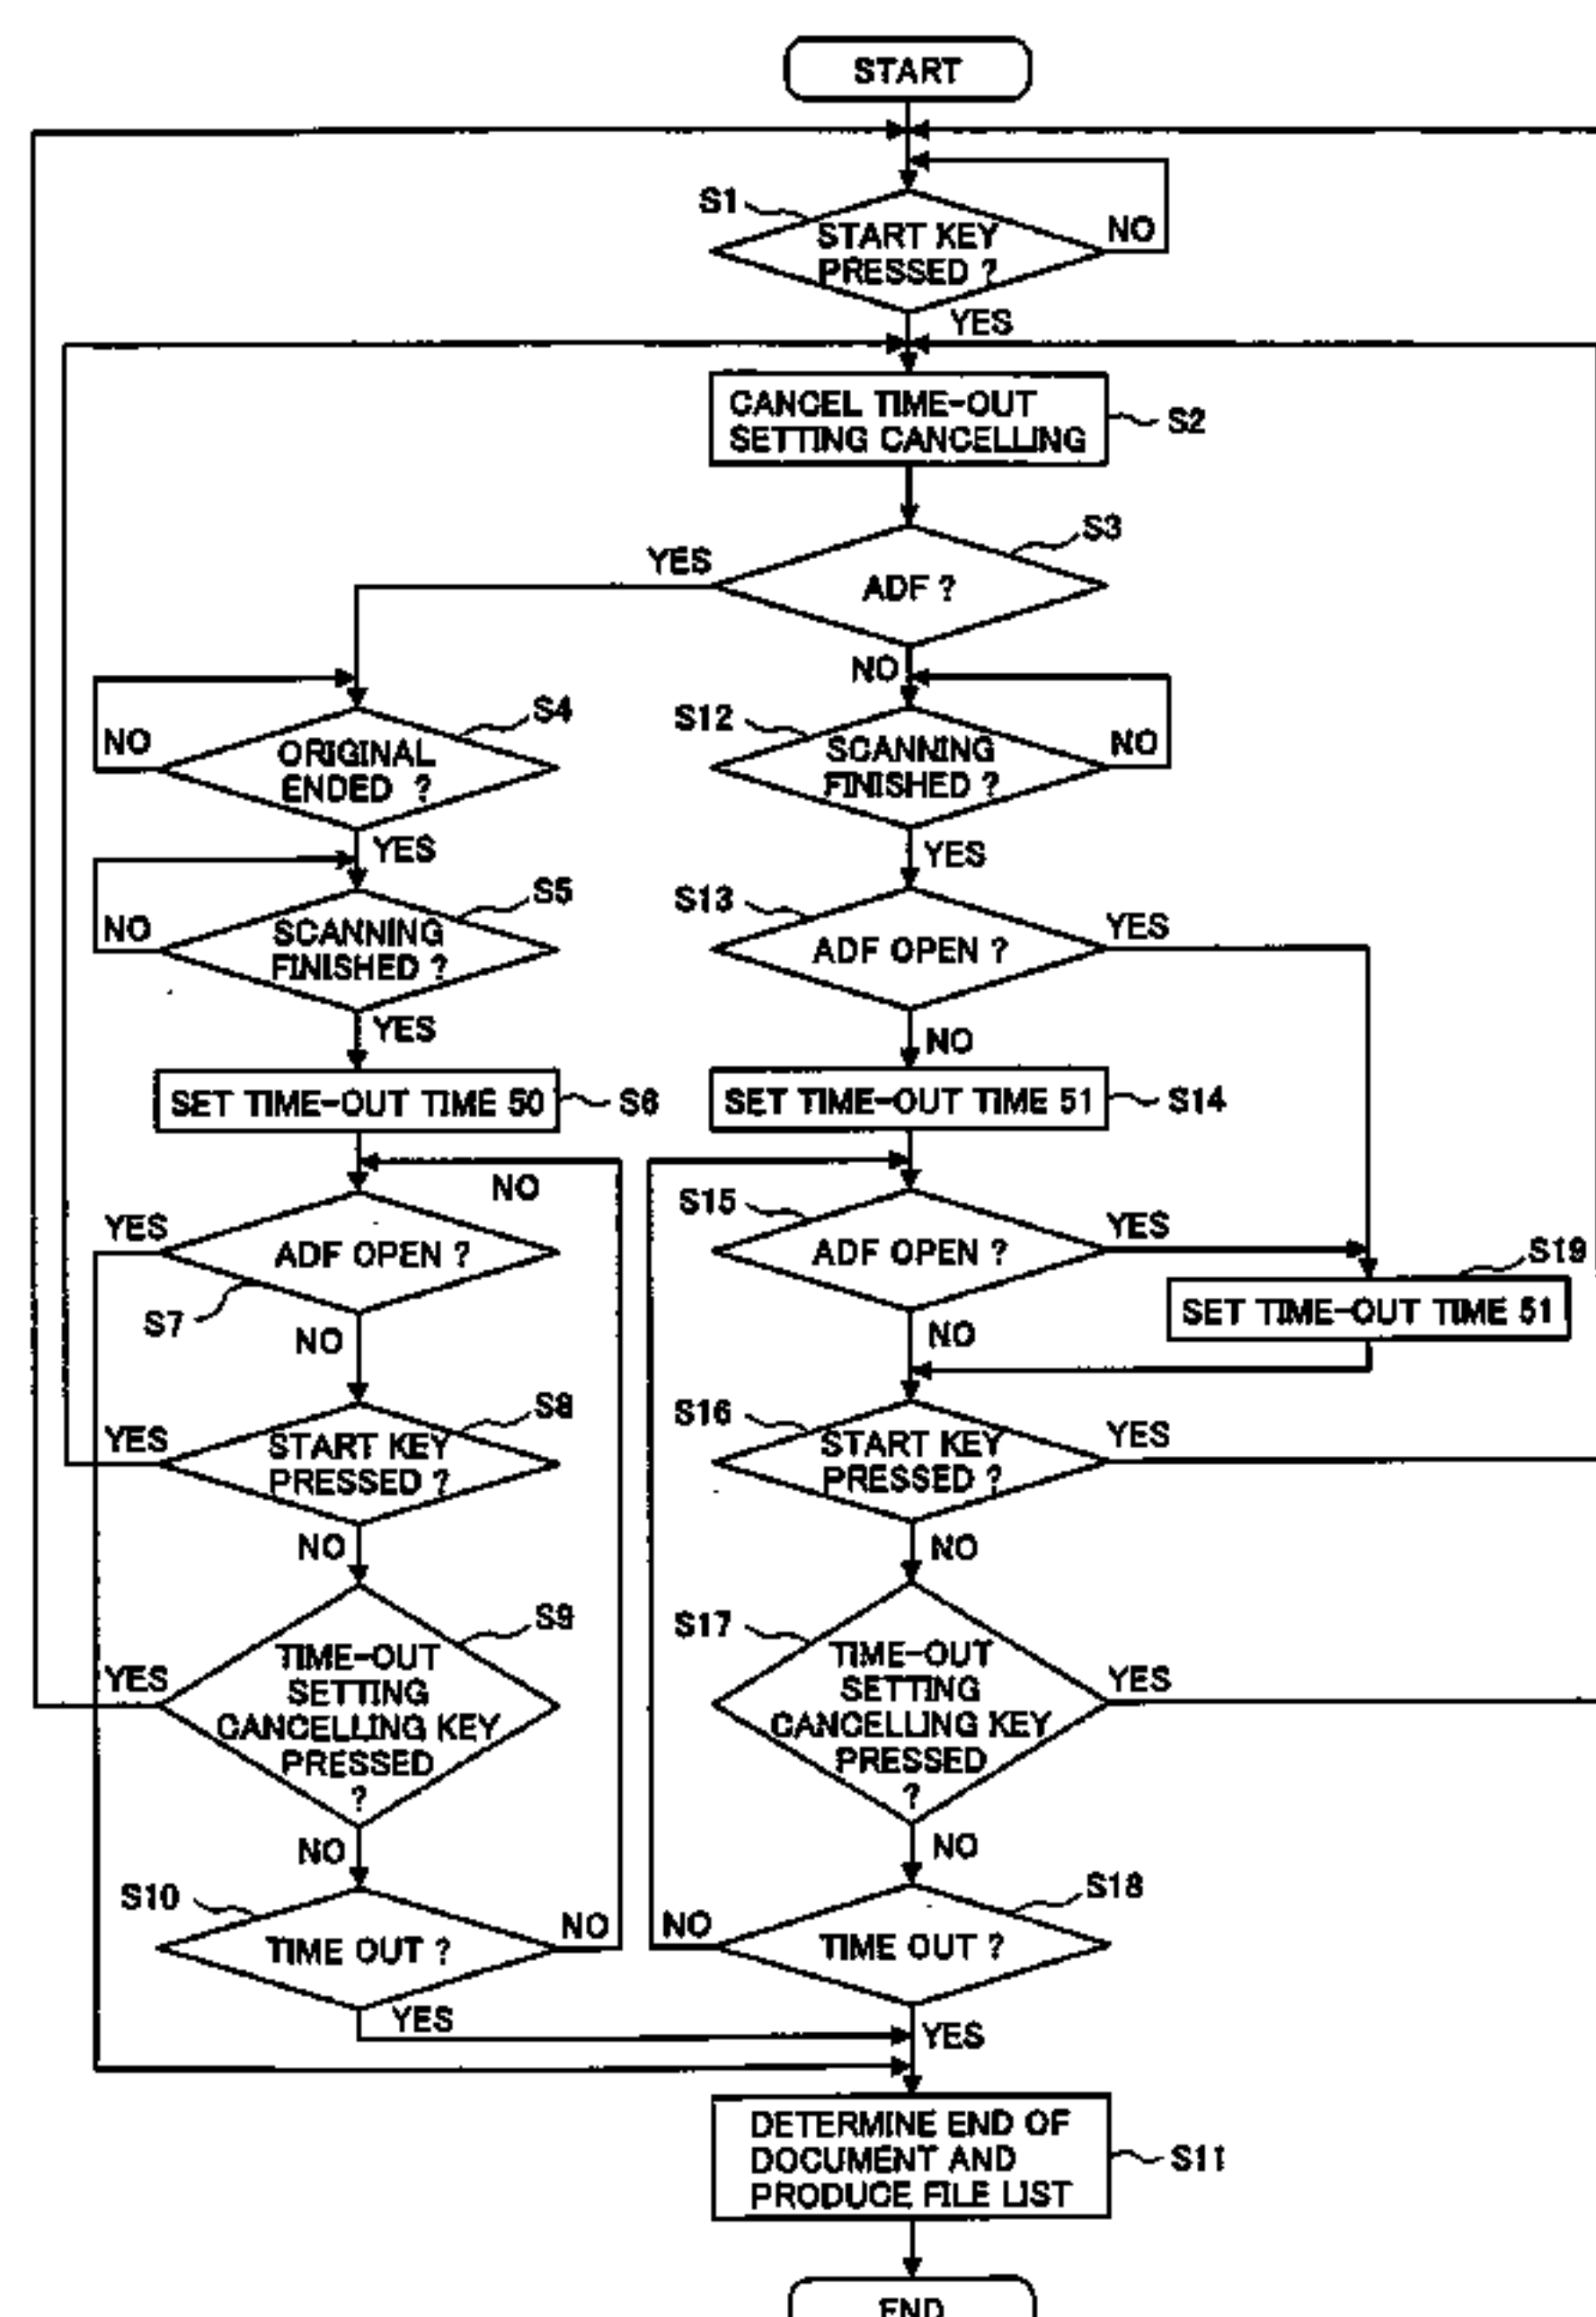 START
S1
START KEY
PRESSED ?
NO
YES
CANCEL TIME-OUT
SETTING CANCELLING
S2
S3
YES
ADF ?
NO
S4
NO
ORIGINAL
ENDED ?
YES
S5
NO
SCANNING
FINISHED ?
YES
SET TIME-OUT TIME 50
S6
NO
YES
ADF OPEN ?
S7
NO
S8
YES
START KEY
PRESSED ?
NO
S9
YES
TIME-OUT
SETTING
CANCELLING KEY
PRESSED
?
NO
S10
TIME OUT ?
NO
YES
S12
SCANNING
FINISHED ?
NO
YES
S13
ADF OPEN ?
YES
NO
SET TIME-OUT TIME 51
S14
S15
ADF OPEN ?
YES
NO
S19
SET TIME-OUT TIME 51
S16
START KEY
PRESSED ?
YES
NO
S17
TIME-OUT
SETTING
CANCELLING KEY
PRESSED
?
YES
NO
S18
NO
TIME OUT ?
YES
DETERMINE END OF
DOCUMENT AND
PRODUCE FILE LIST
S11
END